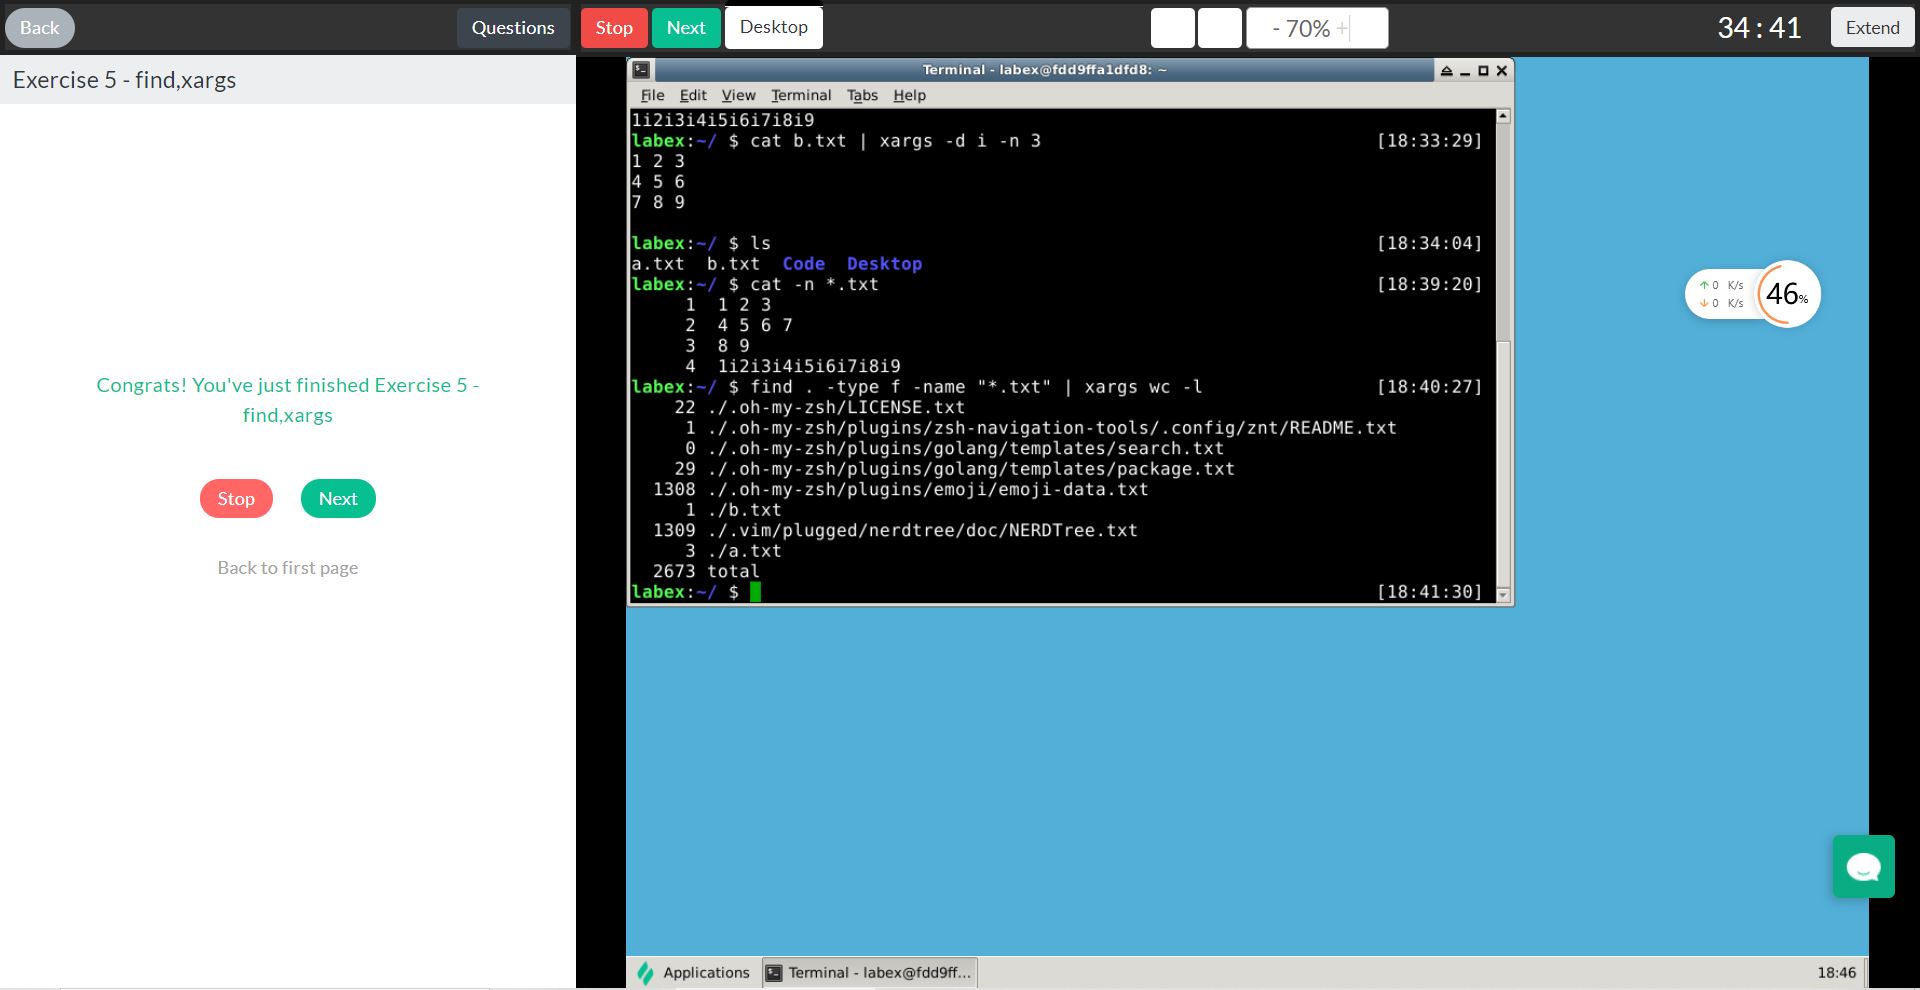 Back
Questions
Stop
Next
Desktop
- 70% +
34 : 41
Extend
Exercise 5 - find,xargs
Congrats! You've just finished Exercise 5 -
find,xargs
Stop
Next
Back to first page
Terminal - labex@fdd9ffa1dfd8: ~
File Edit View Terminal Tabs Help
1i2i3i4i5i6i7i8i9
labex:~/ $ cat b.txt | xargs -d i -n 3 [18:33:29]
1 2 3
4 5 6
7 8 9
labex:~/ $ ls [18:34:04]
a.txt b.txt Code Desktop
labex:~/ $ cat -n *.txt [18:39:20]
1 1 2 3
2 4 5 6 7
3 8 9
4 1i2i3i4i5i6i7i8i9
labex:~/ $ find . -type f -name "*.txt" | xargs wc -l [18:40:27]
22 ./.oh-my-zsh/LICENSE.txt
1 ./.oh-my-zsh/plugins/zsh-navigation-tools/.config/znt/README.txt
0 ./.oh-my-zsh/plugins/golang/templates/search.txt
29 ./.oh-my-zsh/plugins/golang/templates/package.txt
1308 ./.oh-my-zsh/plugins/emoji/emoji-data.txt
1 ./b.txt
1309 ./.vim/plugged/nerdtree/doc/NERDTree.txt
3 ./a.txt
2673 total
labex:~/ $ [18:41:30]
↑ 0 K/s
↓ 0 K/s
46%
Applications
Terminal - labex@fdd9ff...
18:46